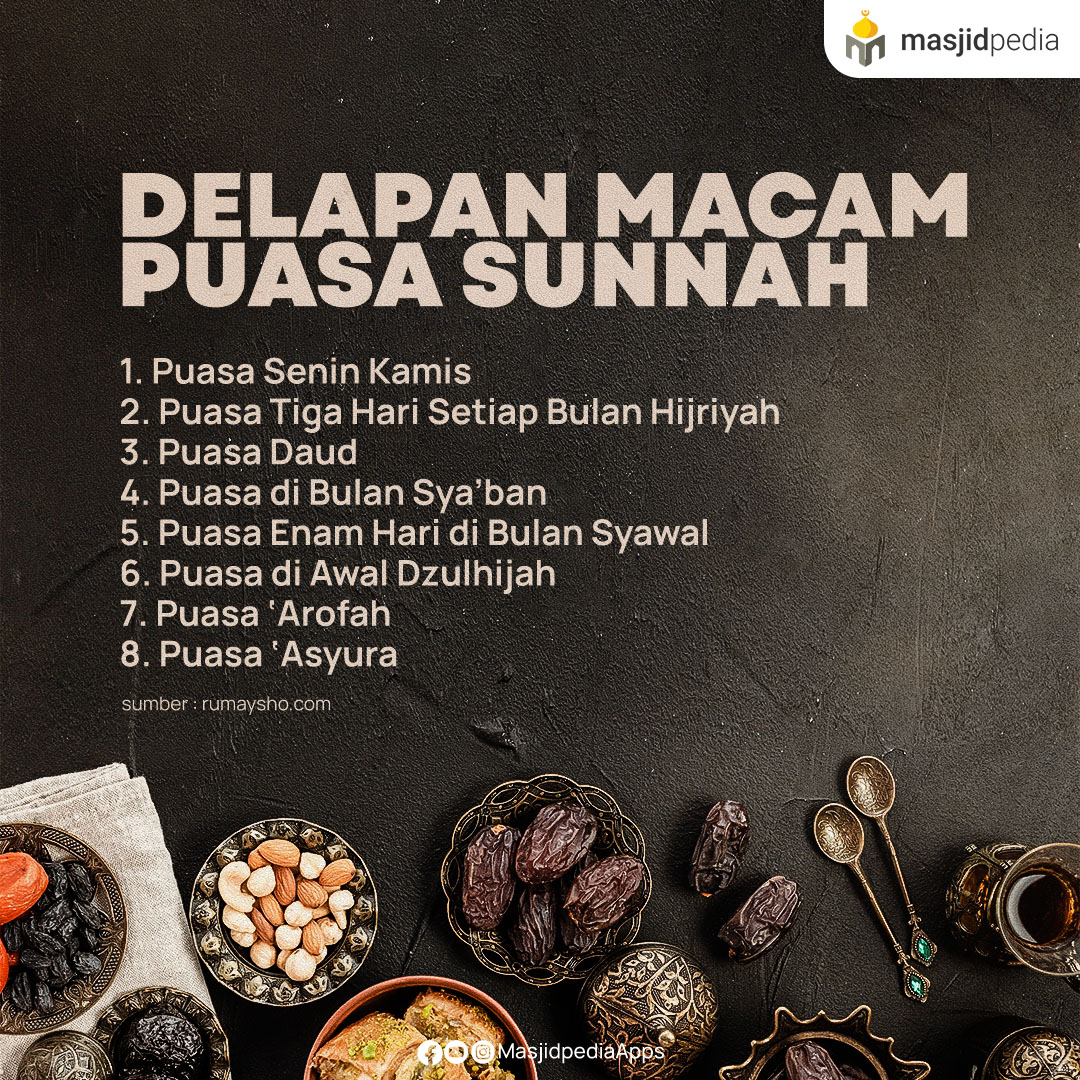 masjidpedia
DELAPAN MACAM
PUASA SUNNAH
1. Puasa Senin Kamis
2. Puasa Tiga Hari Setiap Bulan Hijriyah
3. Puasa Daud
4. Puasa di Bulan Sya’ban
5. Puasa Enam Hari di Bulan Syawal
6. Puasa di Awal Dzulhijah
7. Puasa ‘Arofah
8. Puasa ‘Asyura
sumber : rumaysho.com
MasjidpediaApps